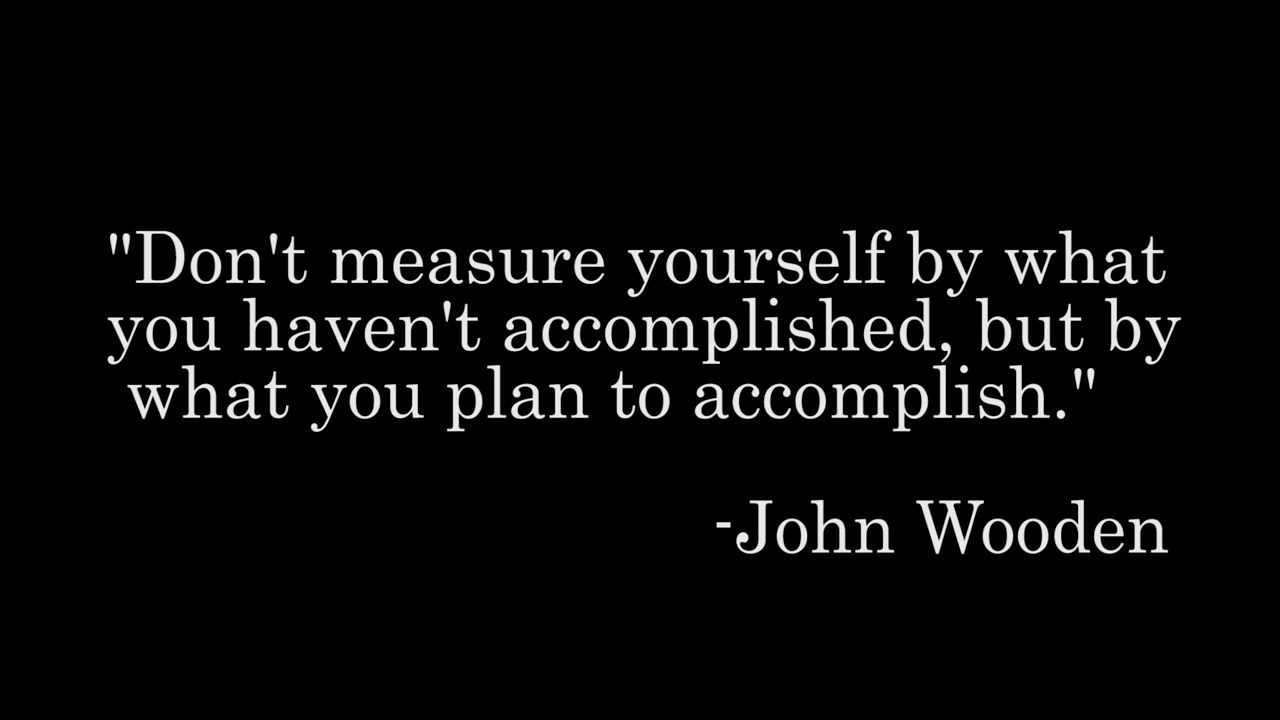 "Don't measure yourself by what
you haven't accomplished, but by
what you plan to accomplish."
-John Wooden